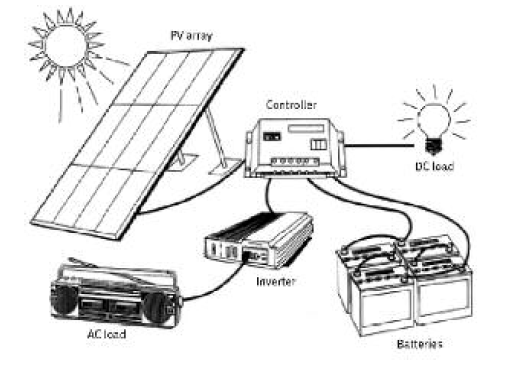 PV array
Controller
DC load
Inverter
AC load
Batteries